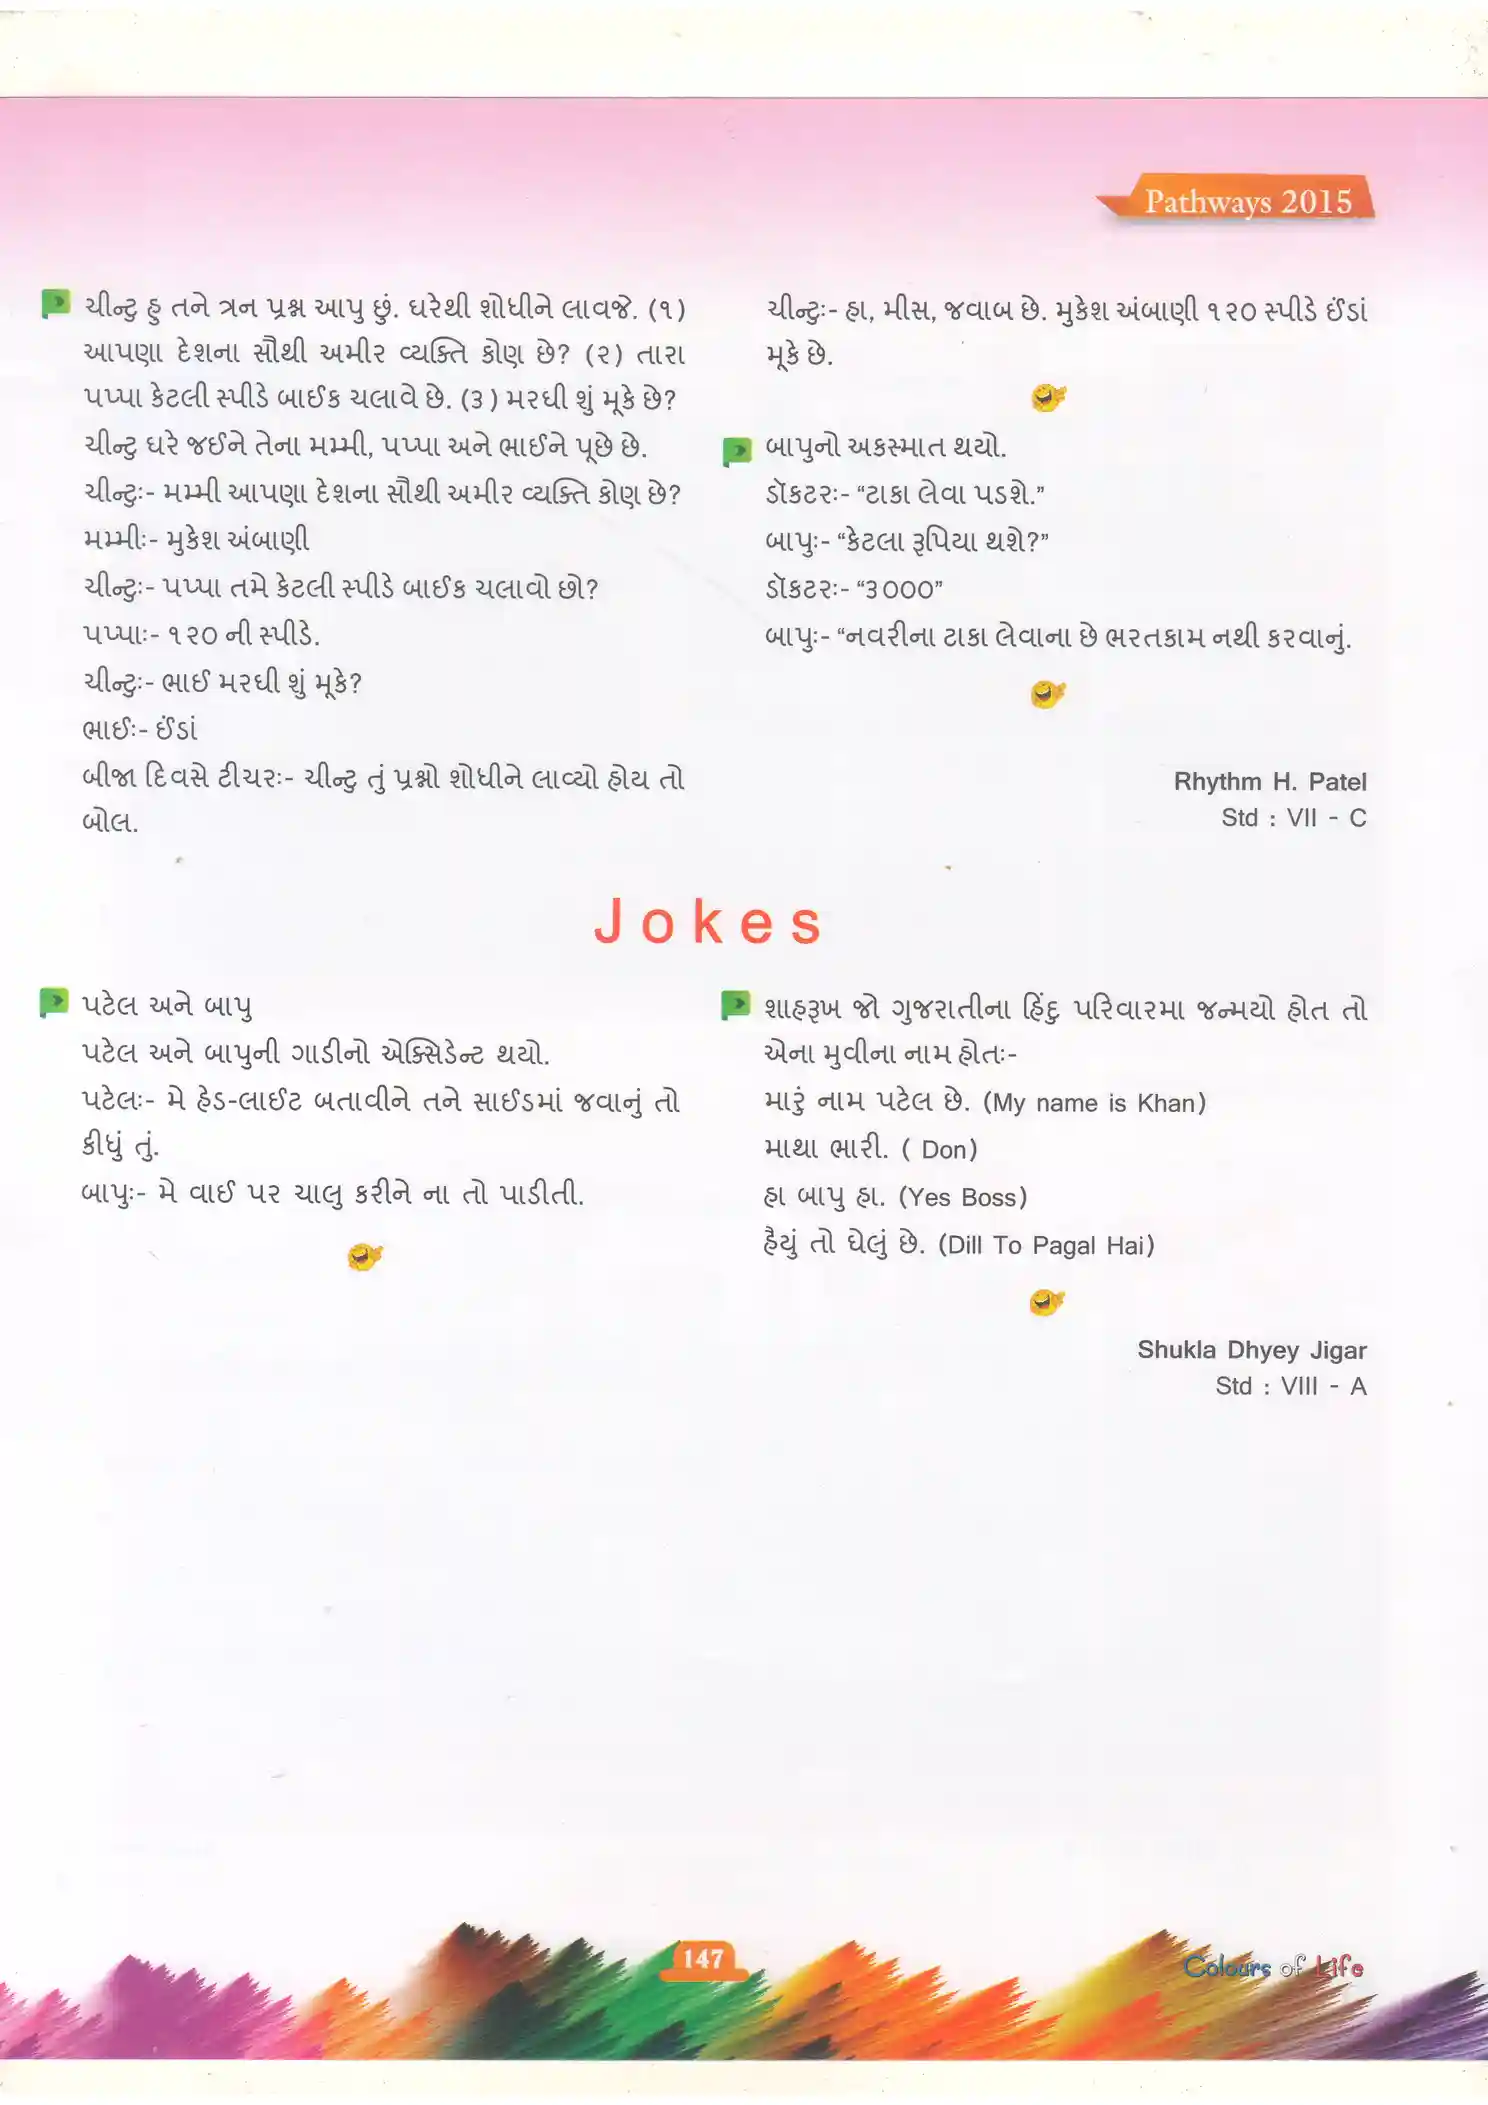 Pathways 2015
ચીન્ટુ હુ તને ત્રન પ્રશ્ન આપુ છું. ઘરેથી શોધીને લાવજે. (૧)
આપણા દેશના સૌથી અમીર વ્યક્તિ કોણ છે? (૨) તારા
પપ્પા કેટલી સ્પીડે બાઈક ચલાવે છે. (૩) મરઘી શું મૂકે છે?
ચીન્ટુ ઘરે જઈને તેના મમ્મી, પપ્પા અને ભાઈને પૂછે છે.
ચીન્ટુઃ- મમ્મી આપણા દેશના સૌથી અમીર વ્યક્તિ કોણ છે?
મમ્મીઃ- મુકેશ અંબાણી
ચીન્ટુઃ- પપ્પા તમે કેટલી સ્પીડે બાઈક ચલાવો છો?
પપ્પાઃ- ૧૨૦ ની સ્પીડે.
ચીન્ટુઃ- ભાઈ મરઘી શું મૂકે?
ભાઈઃ- ઈંડાં
બીજા દિવસે ટીચરઃ- ચીન્ટુ તું પ્રશ્નો શોધીને લાવ્યો હોય તો
બોલ.
ચીન્ટુઃ- હા, મીસ, જવાબ છે. મુકેશ અંબાણી ૧૨૦ સ્પીડે ઈંડાં
મૂકે છે.
બાપુનો અકસ્માત થયો.
ડૉકટરઃ- “ટાકા લેવા પડશે.”
બાપુઃ- “કેટલા રૂપિયા થશે?”
ડૉકટરઃ- “૩૦૦૦”
બાપુઃ- “નવરીના ટાકા લેવાના છે ભરતકામ નથી કરવાનું.
Rhythm H. Patel
Std : VII - C
Jokes
પટેલ અને બાપુ
પટેલ અને બાપુની ગાડીનો એક્સિડેન્ટ થયો.
પટેલઃ- મે હેડ-લાઈટ બતાવીને તને સાઈડમાં જવાનું તો
કીધું તું.
બાપુઃ- મે વાઈ પર ચાલુ કરીને ના તો પાડીતી.
શાહરૂખ જો ગુજરાતીના હિંદુ પરિવારમા જન્મયો હોત તો
એના મુવીના નામ હોતઃ-
મારું નામ પટેલ છે. (My name is Khan)
માથા ભારી. ( Don)
હા બાપુ હા. (Yes Boss)
હૈયું તો ઘેલું છે. (Dill To Pagal Hai)
Shukla Dhyey Jigar
Std : VIII - A
147
Colours of Life